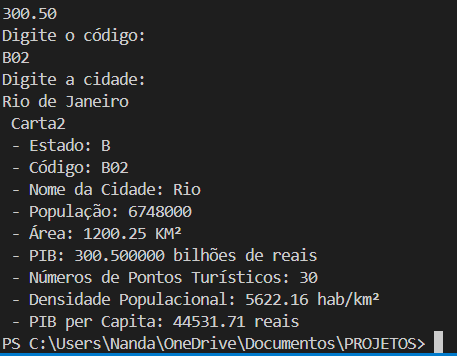 300.50
Digite o código:
B02
Digite a cidade:
Rio de Janeiro
Carta2
- Estado: B
- Código: B02
- Nome da Cidade: Rio
- População: 6748000
- Área: 1200.25 KM²
- PIB: 300.500000 bilhões de reais
- Números de Pontos Turísticos: 30
- Densidade Populacional: 5622.16 hab/km²
- PIB per Capita: 44531.71 reais
PS C:\Users\Nanda\OneDrive\Documentos\PROJETOS>